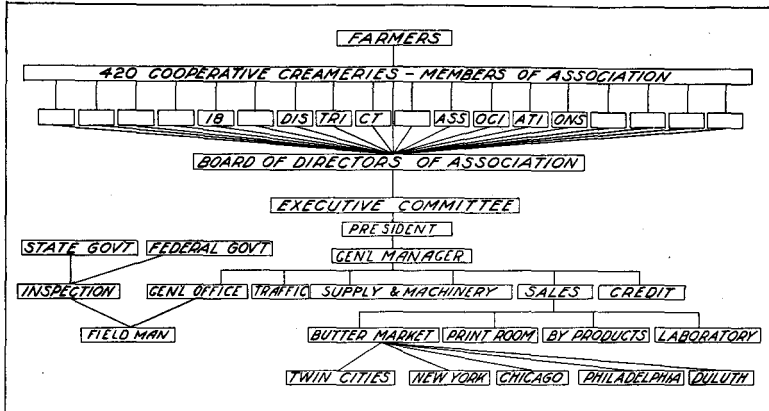 FARMERS
420 COOPERATIVE CREAMERIES - MEMBERS OF ASSOCIATION
18 DIS TRI CT ASS OCI ATI ONS
BOARD OF DIRECTORS OF ASSOCIATION
EXECUTIVE COMMITTEE
PRESIDENT
STATE GOVT FEDERAL GOVT GENL MANAGER
INSPECTION GENL OFFICE TRAFFIC SUPPLY & MACHINERY SALES CREDIT
FIELD MAN BUTTER MARKET PRINT ROOM BY PRODUCTS LABORATORY
TWIN CITIES NEW YORK CHICAGO PHILADELPHIA DULUTH